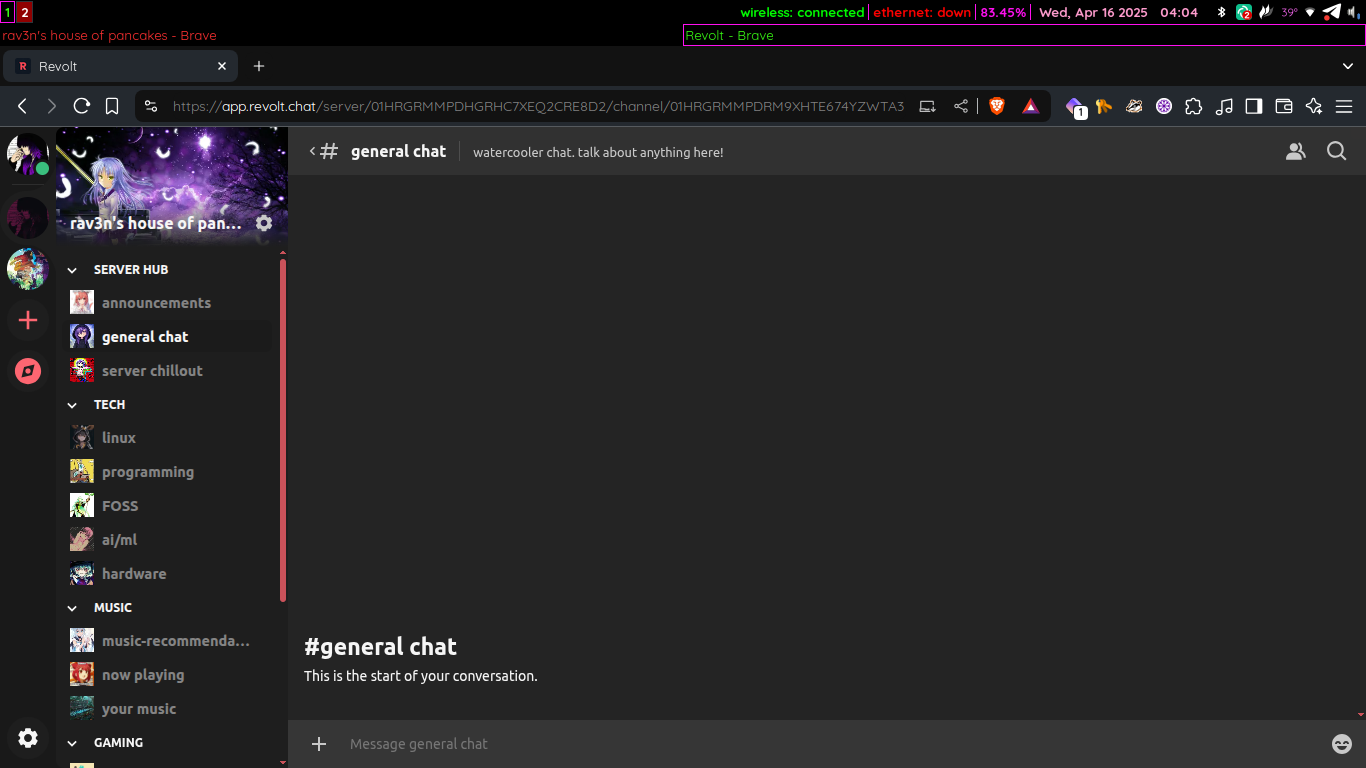 1 2 wireless: connected ethernet: down 83.45% Wed, Apr 16 2025 04:04 2 39°
rav3n's house of pancakes - Brave Revolt - Brave
R Revolt
https://app.revolt.chat/server/01HRGRMMPDHGRHC7XEQ2CRE8D2/channel/01HRGRMMPDRM9XHTE674YZWTA3 1
rav3n's house of pan...
# general chat watercooler chat. talk about anything here!
SERVER HUB
announcements
general chat
server chillout
TECH
linux
programming
FOSS
ai/ml
hardware
MUSIC
music-recommenda...
now playing
your music
GAMING
#general chat
This is the start of your conversation.
Message general chat